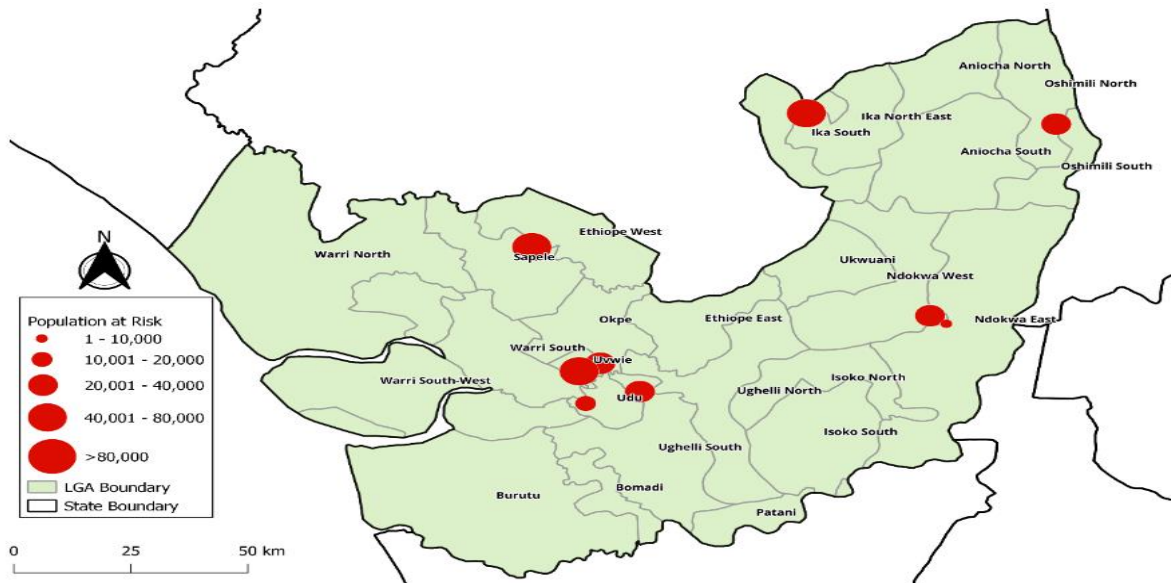 Aniocha North
Oshimili North
Ika North East
Ika South
Aniocha South
Oshimili South
Ethiope West
Warri North
Sapele
Ukwuani
Ndokwa West
N
Okpe
Ethiope East
Ndokwa East
Population at Risk
1 - 10,000
10,001 - 20,000
20,001 - 40,000
40,001 - 80,000
>80,000
LGA Boundary
State Boundary
Warri South
Uvwie
Warri South-West
Isoko North
Ughelli North
Udu
Isoko South
Ughelli South
Bomadi
Burutu
Patani
0 25 50 km